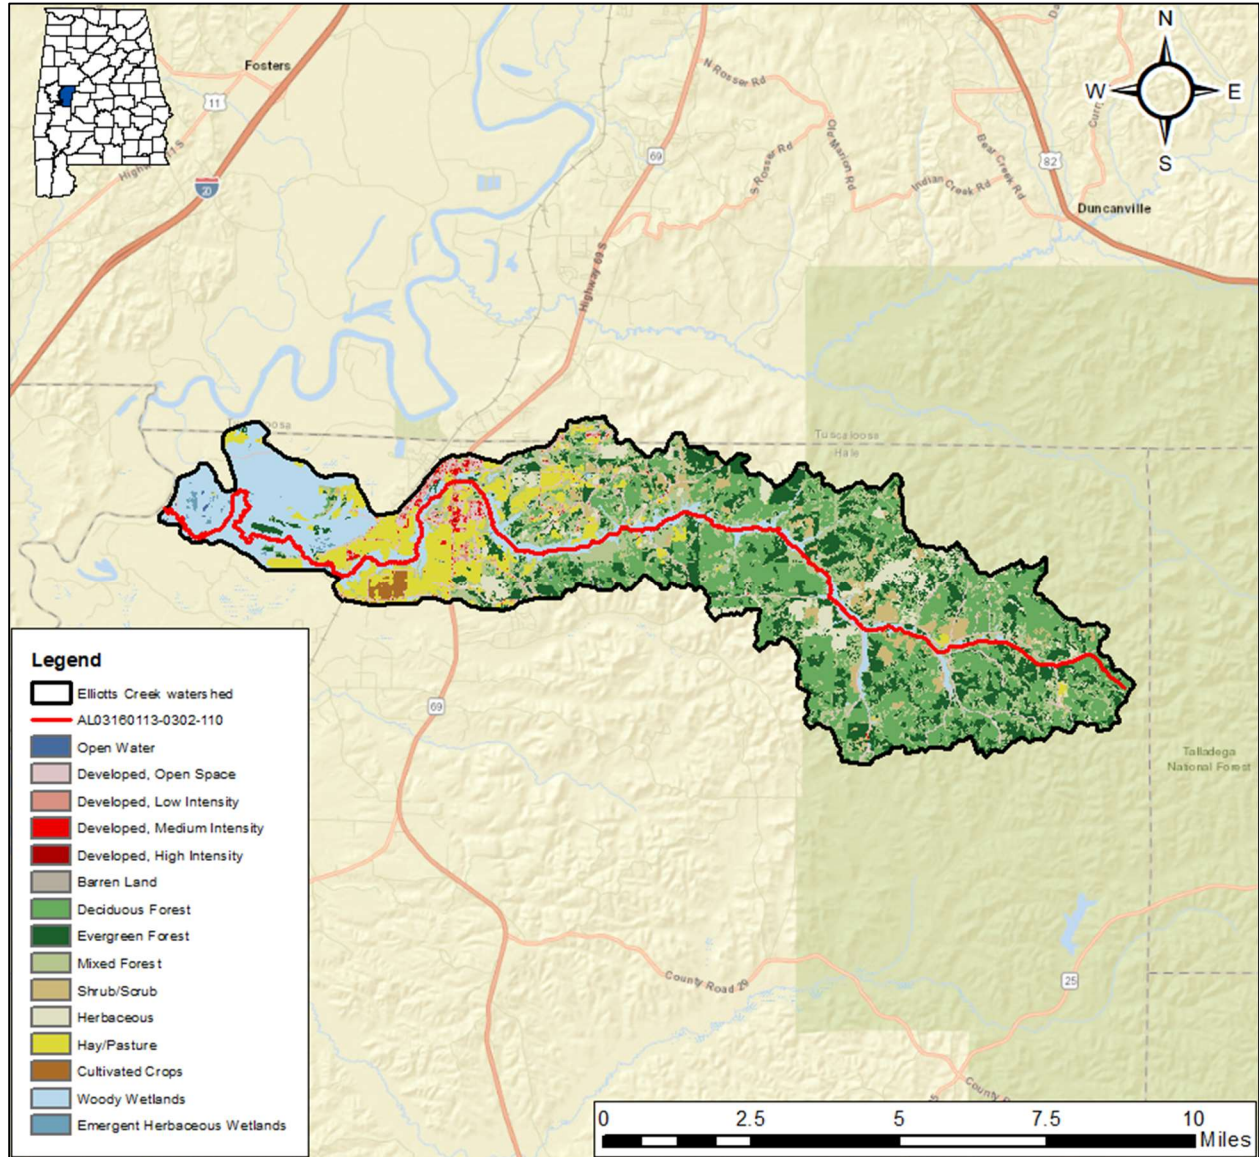 N
W
E
S
Fosters
11
Highway 11 S
20
N Rosser Rd
69
S Rosser Rd
Old Marion Rd
Indian Creek Rd
Bear Creek Rd
82
Duncanville
Highway 69 S
Tuscaloosa
Hale
69
Talladega
National Forest
County Road 29
25
Legend
Elliotts Creek watershed
AL03160113-0302-110
Open Water
Developed, Open Space
Developed, Low Intensity
Developed, Medium Intensity
Developed, High Intensity
Barren Land
Deciduous Forest
Evergreen Forest
Mixed Forest
Shrub/Scrub
Herbaceous
Hay/Pasture
Cultivated Crops
Woody Wetlands
Emergent Herbaceous Wetlands
0 2.5 5 7.5 10
Miles